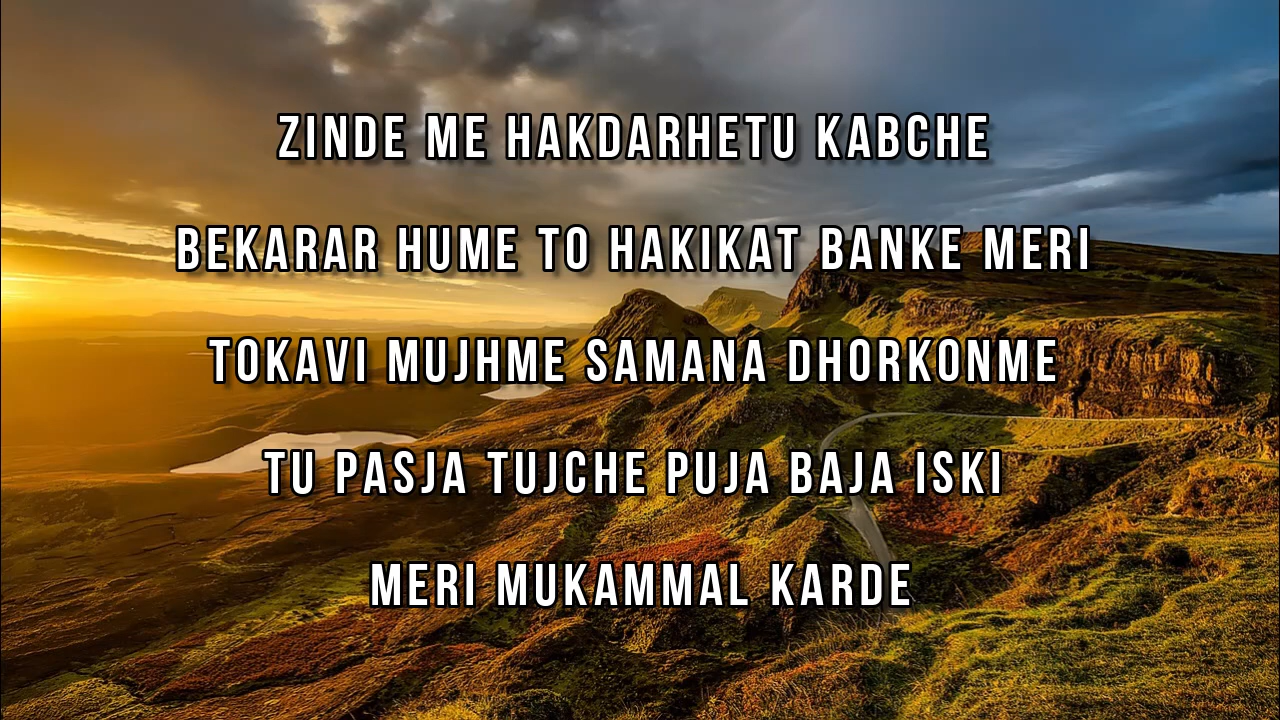 ZINDE ME HAKDARHETU KABCHE
BEKARAR HUME TO HAKIKAT BANKE MERI
TOKAVI MUJHME SAMANA DHORKONME
TU PASJA TUJCHE PUJA BAJA ISKI
MERI MUKAMMAL KARDE